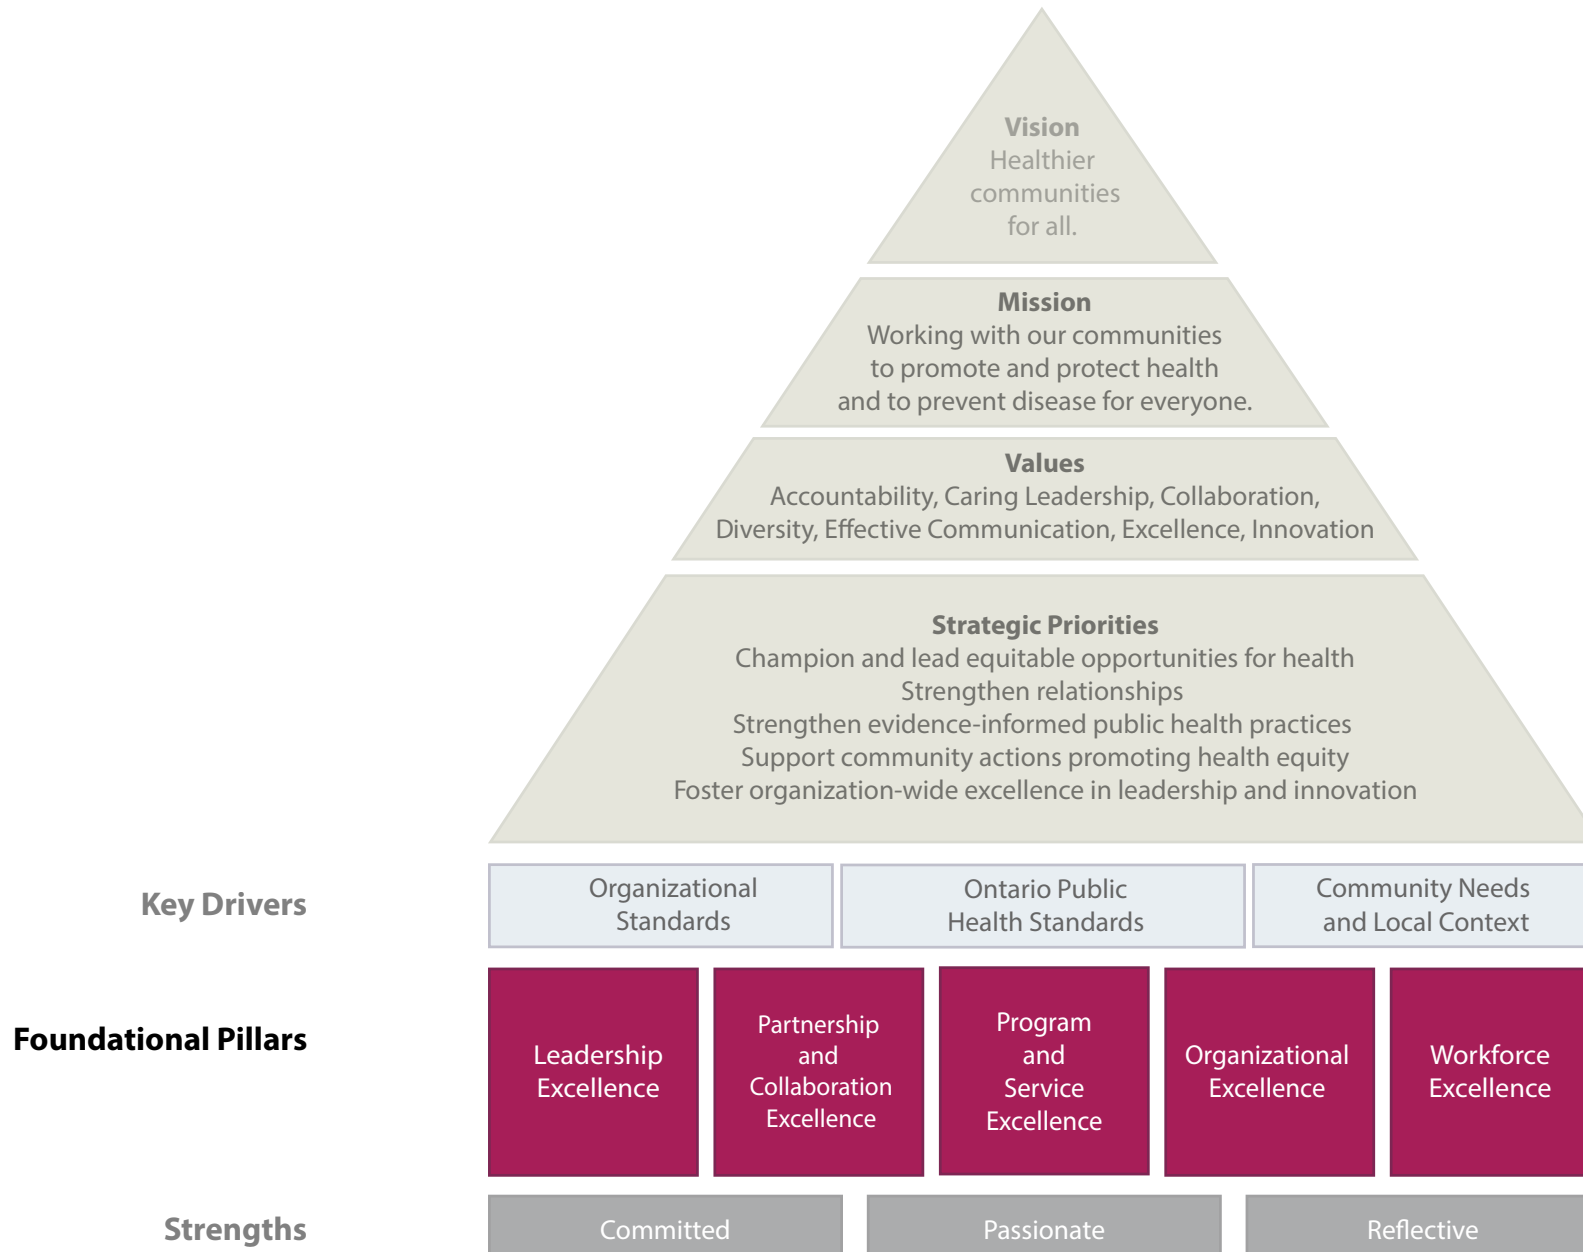 Vision
Healthier
communities
for all.
Mission
Working with our communities
to promote and protect health
and to prevent disease for everyone.
Values
Accountability, Caring Leadership, Collaboration,
Diversity, Effective Communication, Excellence, Innovation
Strategic Priorities
Champion and lead equitable opportunities for health
Strengthen relationships
Strengthen evidence-informed public health practices
Support community actions promoting health equity
Foster organization-wide excellence in leadership and innovation
Key Drivers
Organizational
Standards
Ontario Public
Health Standards
Community Needs
and Local Context
Foundational Pillars
Leadership
Excellence
Partnership
and
Collaboration
Excellence
Program
and
Service
Excellence
Organizational
Excellence
Workforce
Excellence
Strengths
Committed
Passionate
Reflective